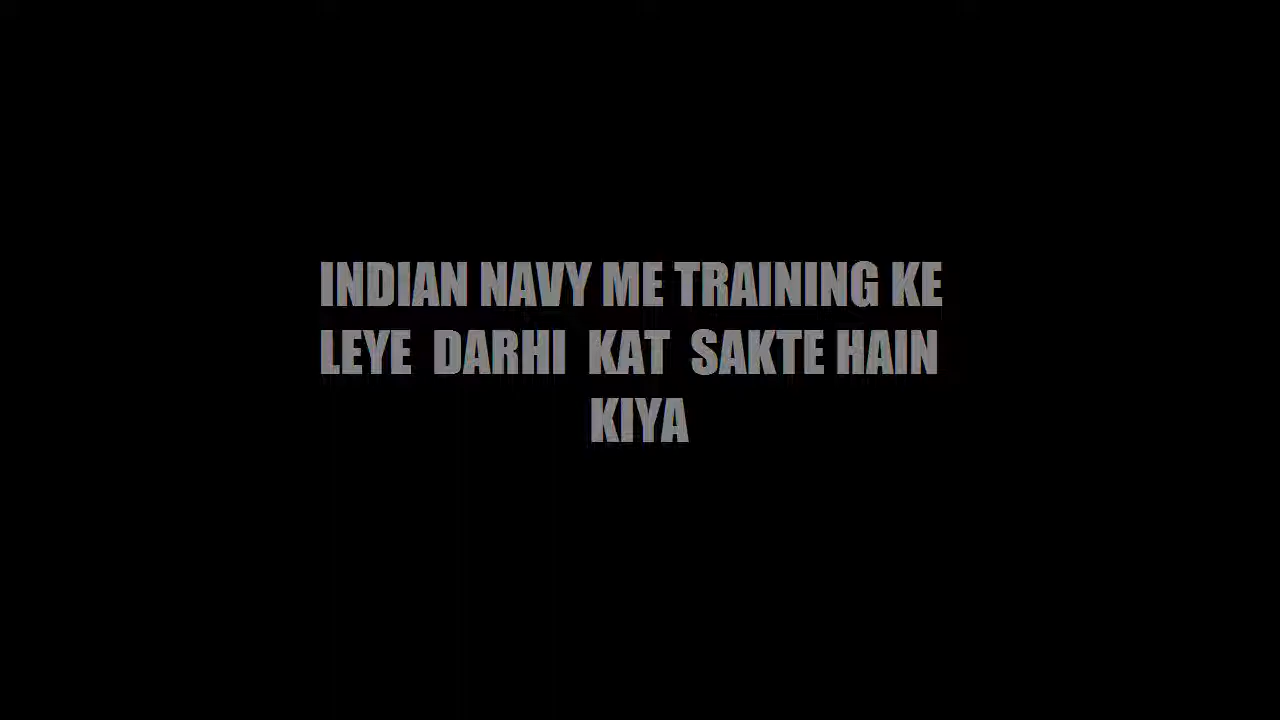 INDIAN NAVY ME TRAINING KE
LEYE DARHI KAT SAKTE HAIN
KIYA